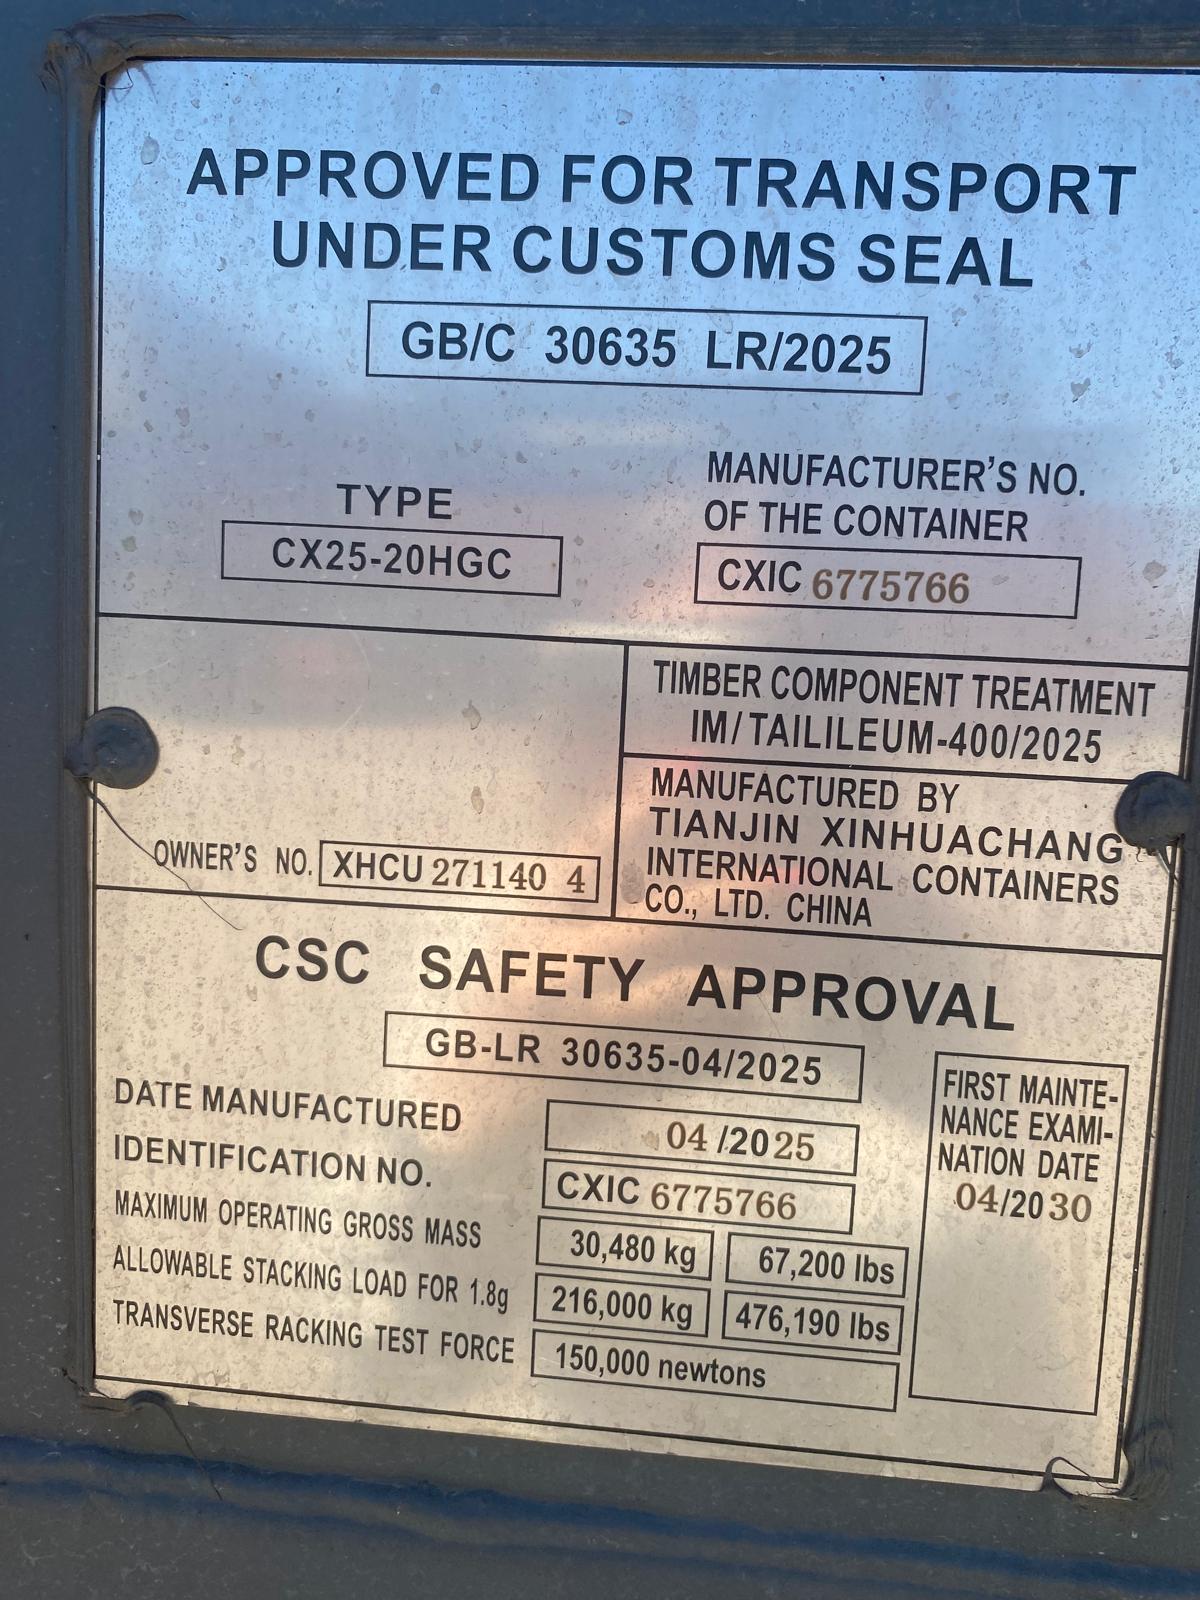 APPROVED FOR TRANSPORT
UNDER CUSTOMS SEAL
GB/C 30635 LR/2025
TYPE
CX25-20HGC
MANUFACTURER'S NO.
OF THE CONTAINER
CXIC 6775766
TIMBER COMPONENT TREATMENT
IM/TAILILEUM-400/2025
MANUFACTURED BY
TIANJIN XINHUACHANG
INTERNATIONAL CONTAINERS
CO., LTD. CHINA
OWNER'S NO. XHCU 271140 4
CSC SAFETY APPROVAL
GB-LR 30635-04/2025
DATE MANUFACTURED 04/2025
IDENTIFICATION NO. CXIC 6775766
MAXIMUM OPERATING GROSS MASS 30,480 kg 67,200 lbs
ALLOWABLE STACKING LOAD FOR 1.8g 216,000 kg 476,190 lbs
TRANSVERSE RACKING TEST FORCE 150,000 newtons
FIRST MAINTE-
NANCE EXAMI-
NATION DATE
04/2030